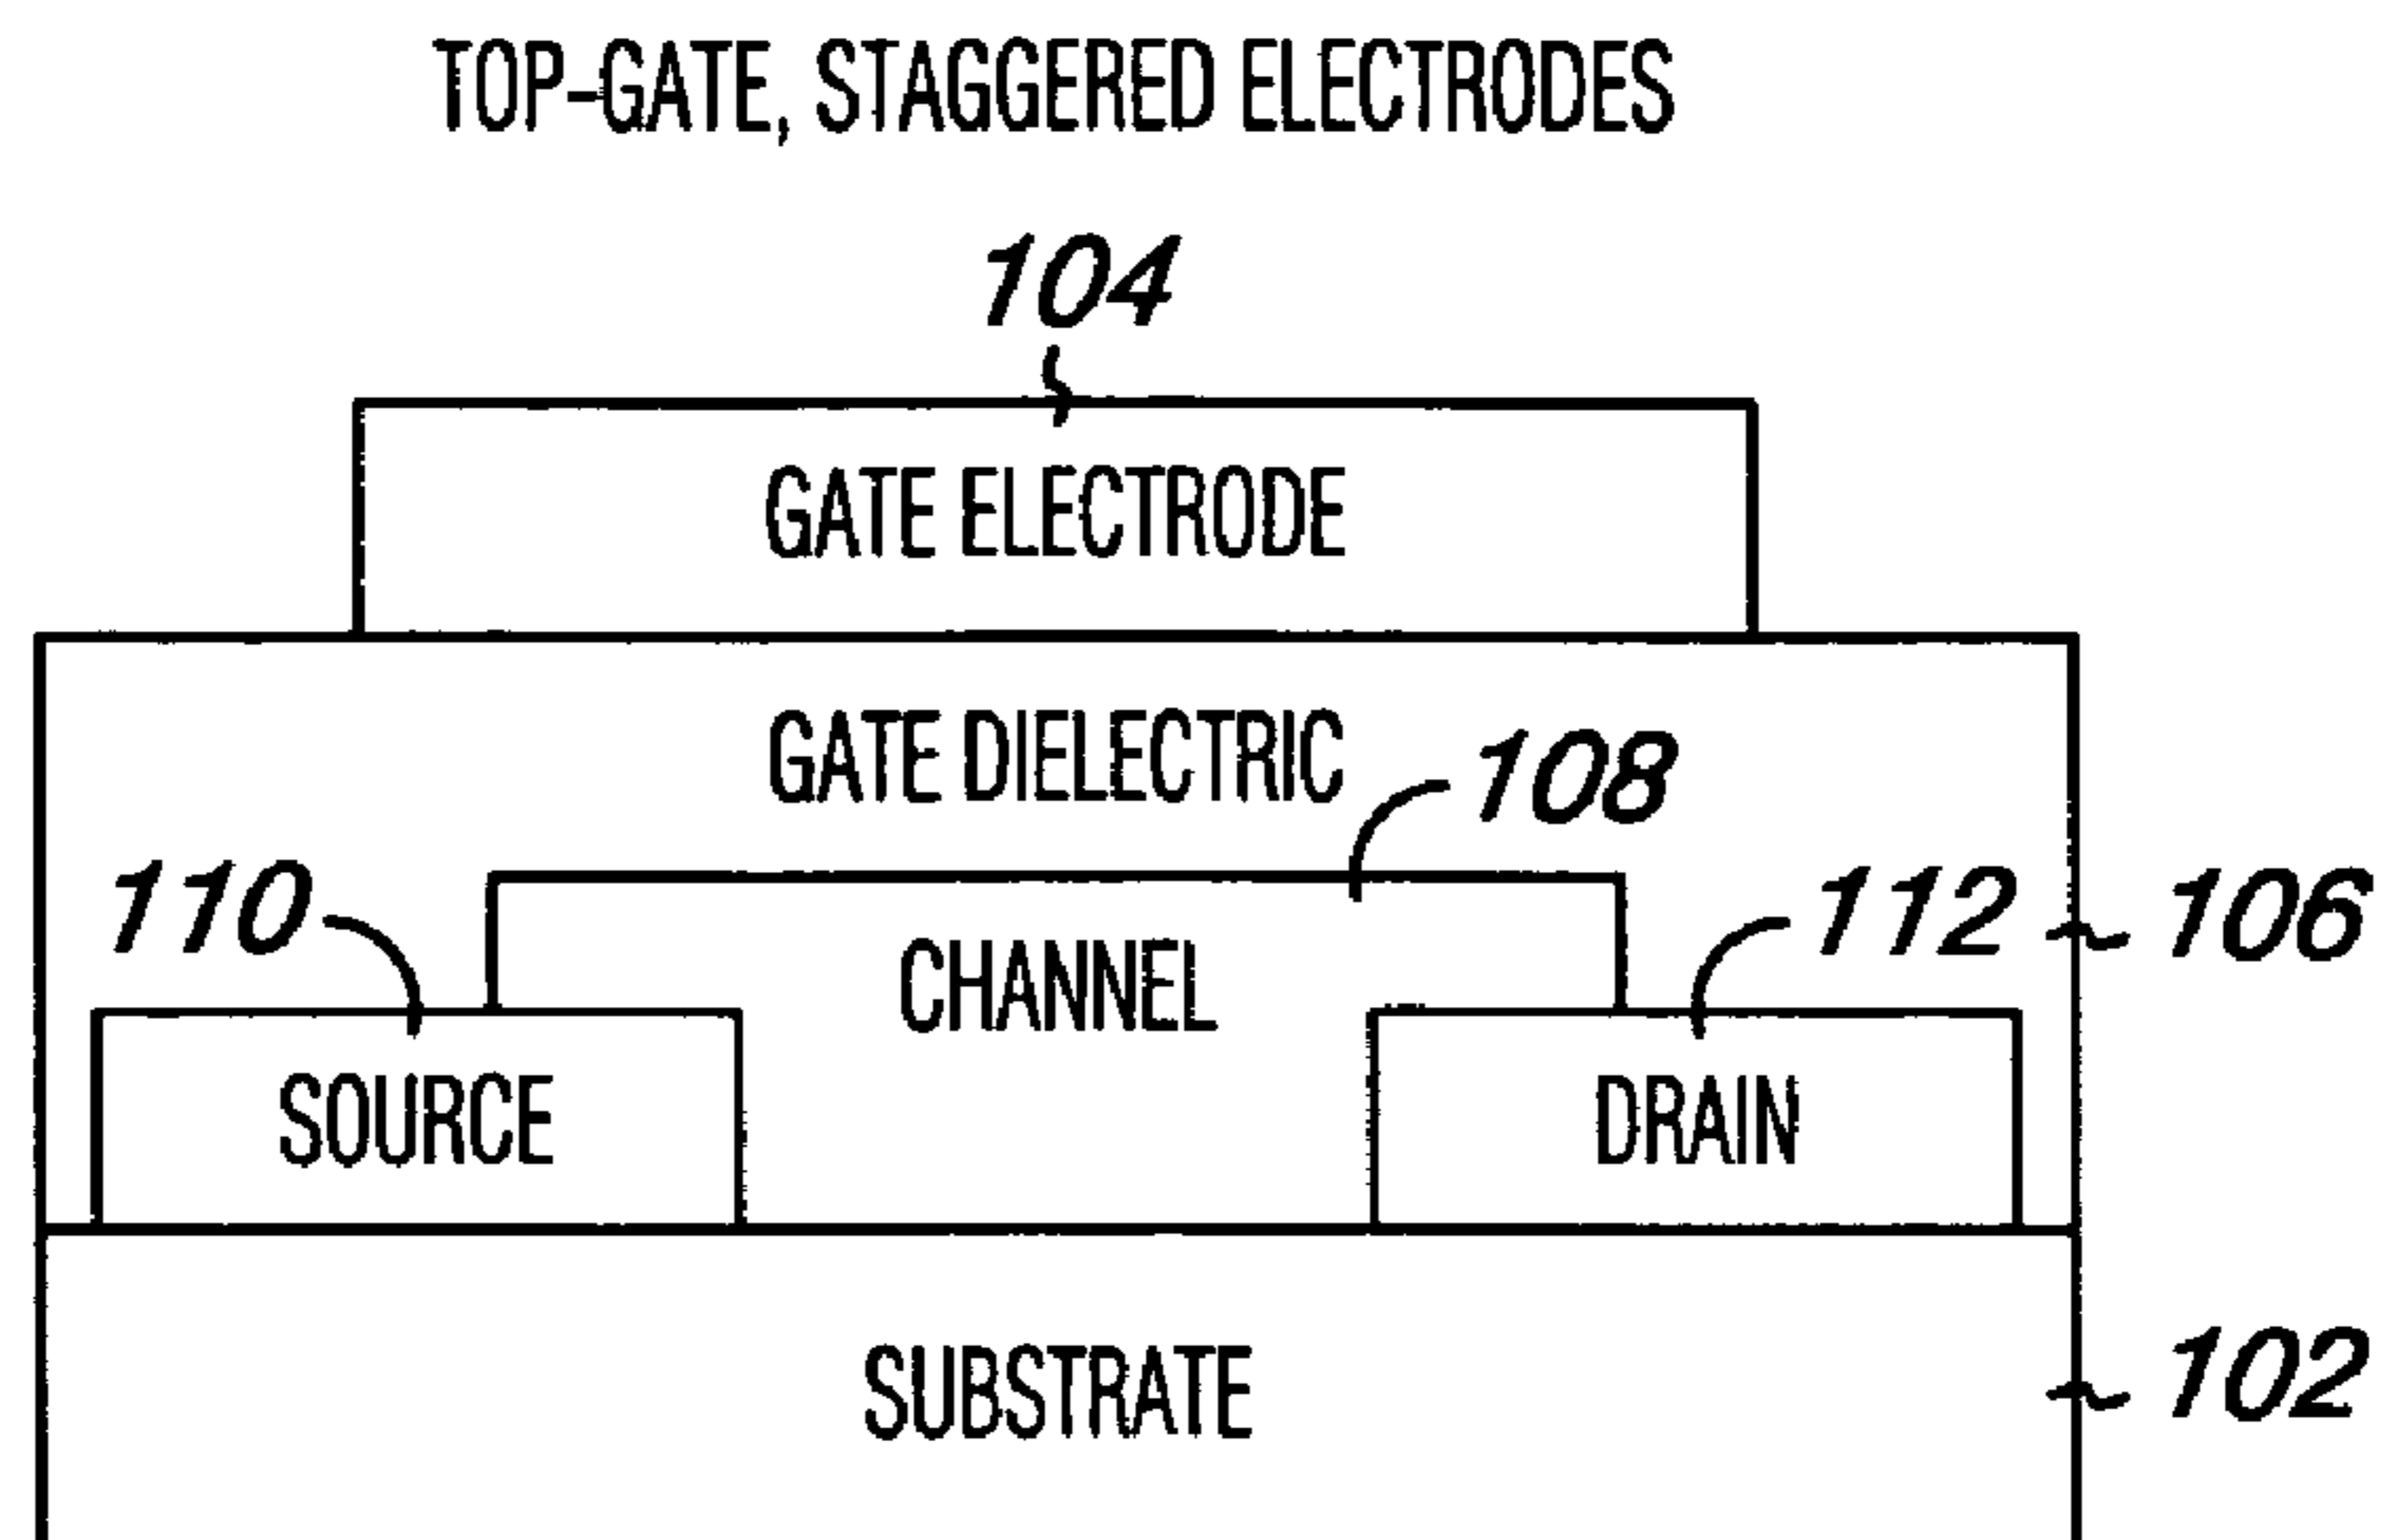 TOP-GATE, STAGGERED ELECTRODES
104
GATE ELECTRODE
GATE DIELECTRIC
108
110
112
106
CHANNEL
SOURCE
DRAIN
SUBSTRATE
102